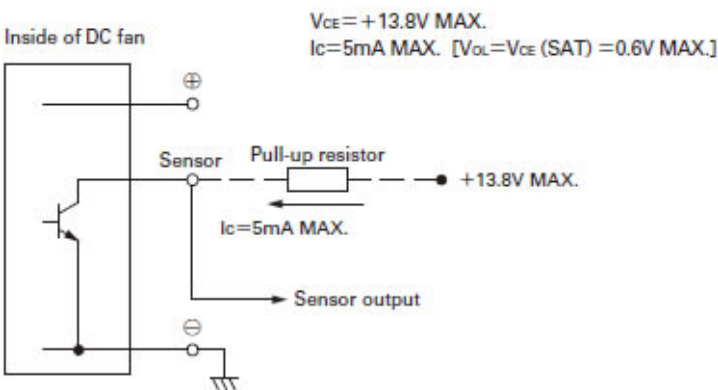 VCE=+13.8V MAX.
Ic=5mA MAX. [VOL=VCE (SAT) =0.6V MAX.]
Inside of DC fan
⊕
Sensor
Pull-up resistor
+13.8V MAX.
Ic=5mA MAX.
Sensor output
⊖